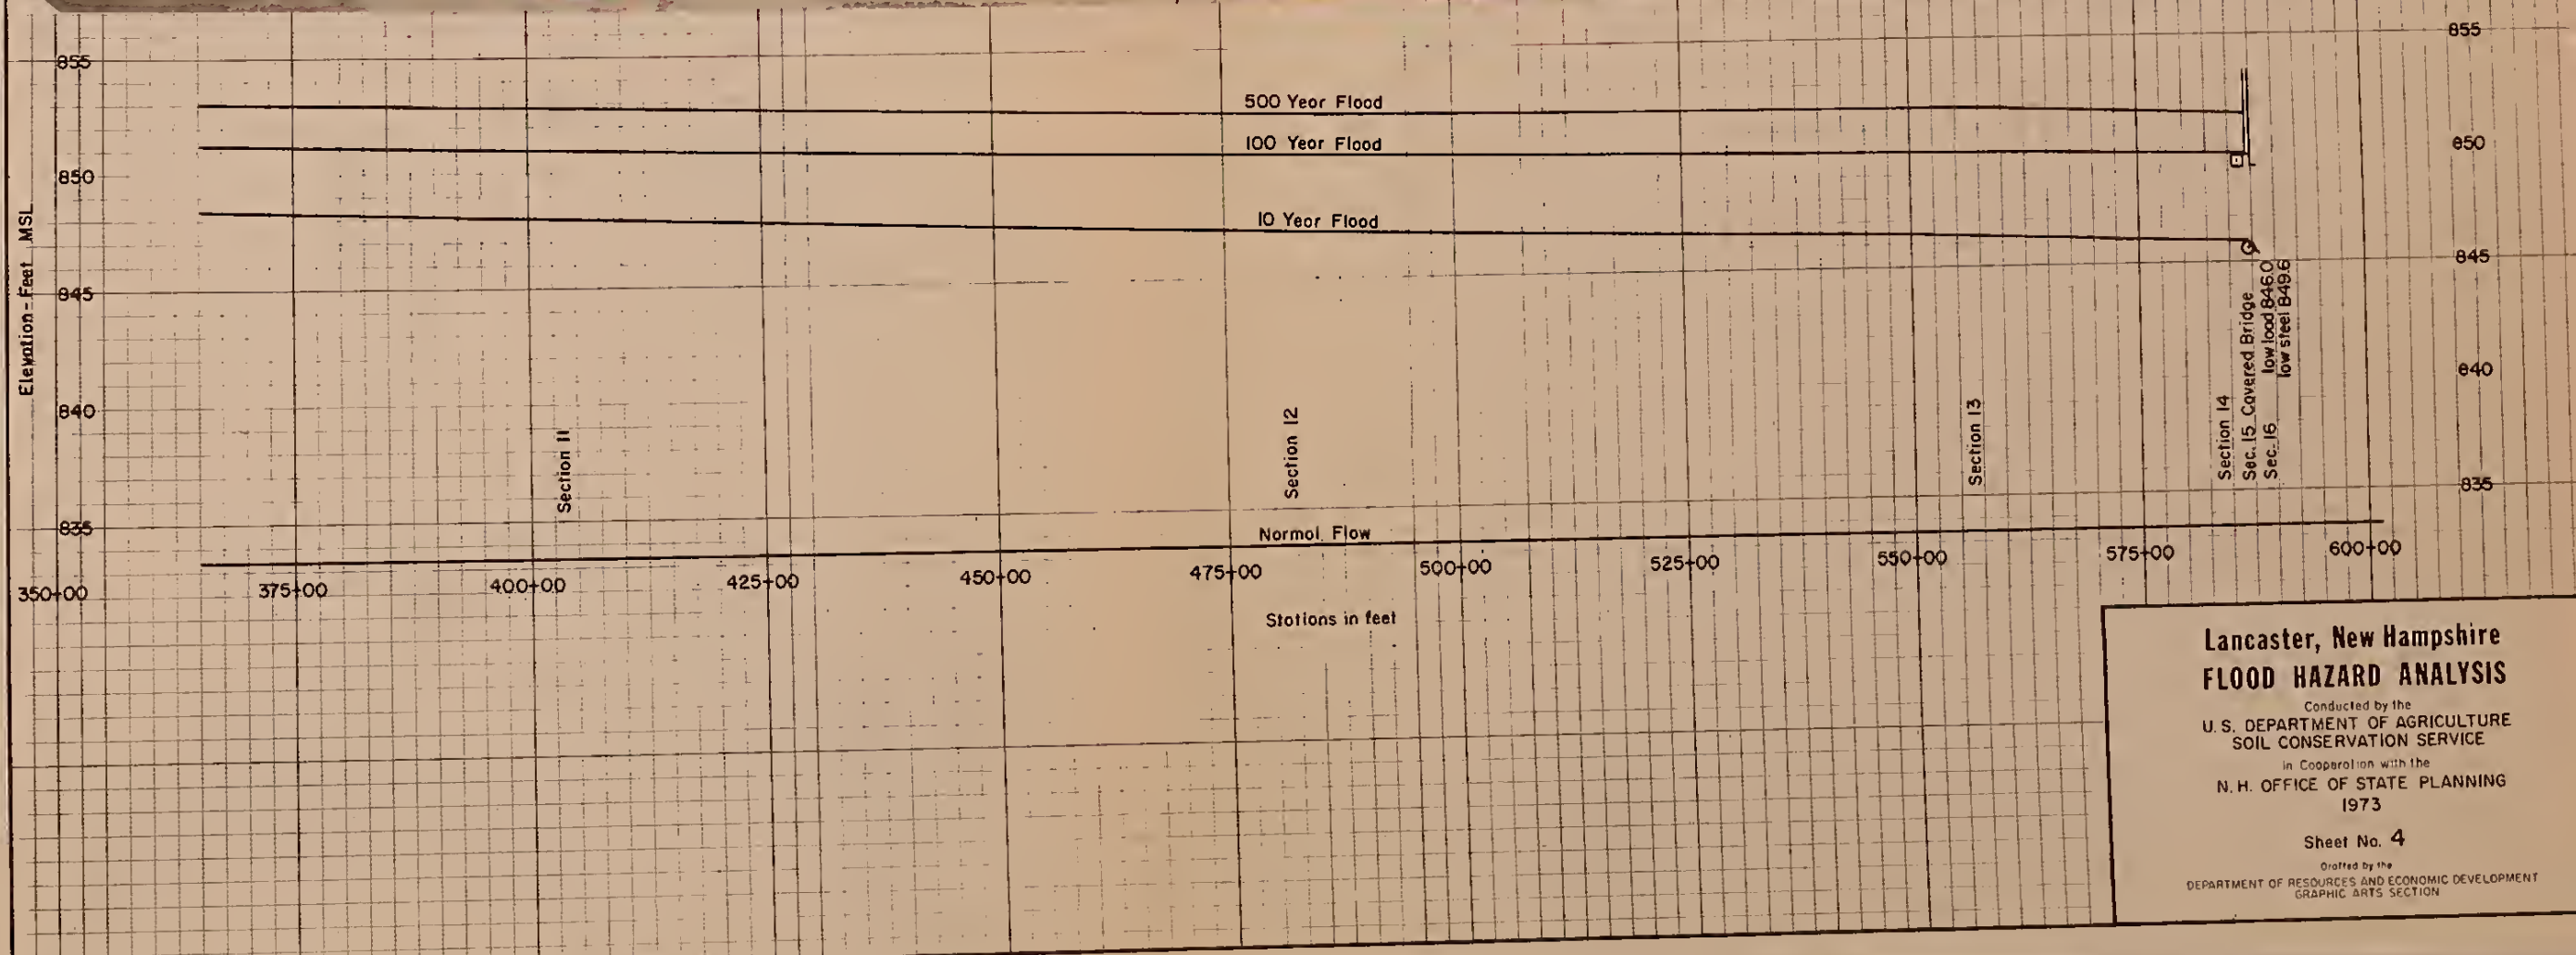 855
850
845
840
835
Elevation - Feet MSL
855
850
845
840
835
500 Year Flood
100 Year Flood
10 Year Flood
Normal Flow
Section 11
Section 12
Section 13
Section 14
Sec. 15 Covered Bridge
Sec. 16 low load 846.0
low steel 849.6
350+00 375+00 400+00 425+00 450+00 475+00 500+00 525+00 550+00 575+00 600+00
Stations in feet
Lancaster, New Hampshire
FLOOD HAZARD ANALYSIS
Conducted by the
U.S. DEPARTMENT OF AGRICULTURE
SOIL CONSERVATION SERVICE
in Cooperation with the
N.H. OFFICE OF STATE PLANNING
1973
Sheet No. 4
Drafted by the
DEPARTMENT OF RESOURCES AND ECONOMIC DEVELOPMENT
GRAPHIC ARTS SECTION